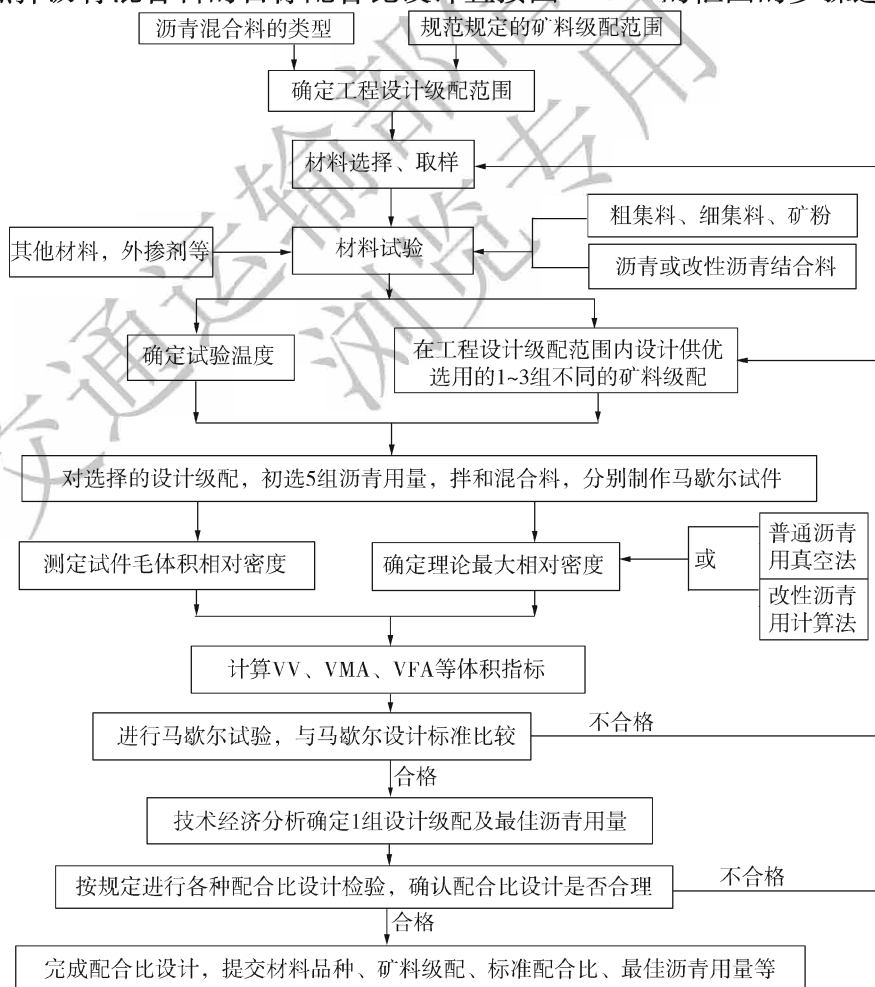 沥青混合料的类型
规范规定的矿料级配范围
确定工程设计级配范围
材料选择、取样
粗集料、细集料、矿粉
其他材料，外掺剂等
材料试验
沥青或改性沥青结合料
确定试验温度
在工程设计级配范围内设计供优
选用的1~3组不同的矿料级配
对选择的设计级配，初选5组沥青用量，拌和混合料，分别制作马歇尔试件
测定试件毛体积相对密度
确定理论最大相对密度
或
普通沥青
用真空法
改性沥青
用计算法
计算VV、VMA、VFA等体积指标
进行马歇尔试验，与马歇尔设计标准比较
不合格
合格
技术经济分析确定1组设计级配及最佳沥青用量
按规定进行各种配合比设计检验，确认配合比设计是否合理
不合格
合格
完成配合比设计，提交材料品种、矿料级配、标准配合比、最佳沥青用量等
交通运输部
浏览专用